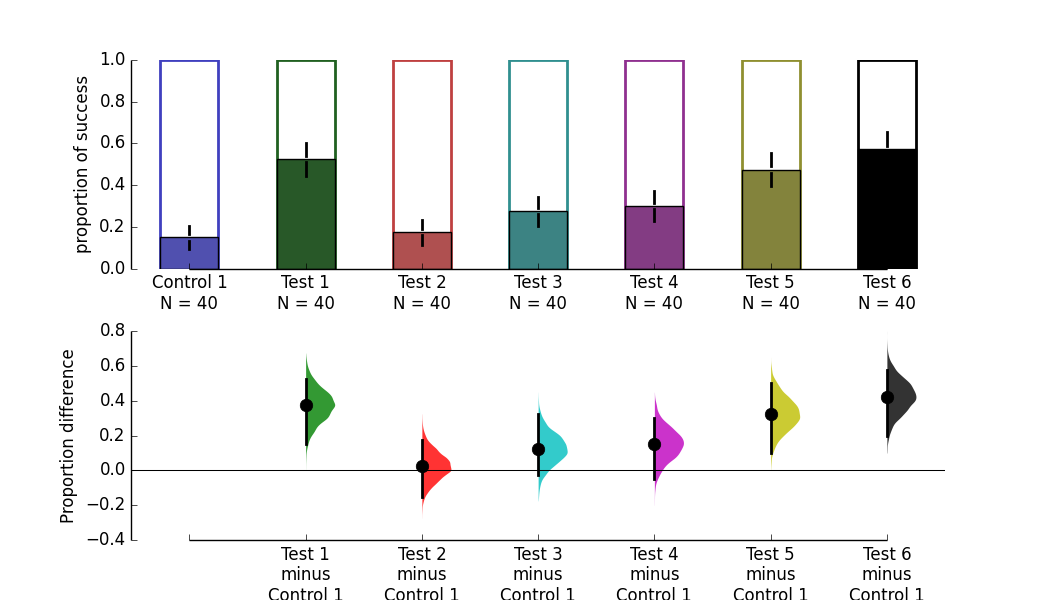 proportion of success
1.0
0.8
0.6
0.4
0.2
0.0
Control 1 Test 1 Test 2 Test 3 Test 4 Test 5 Test 6
N = 40 N = 40 N = 40 N = 40 N = 40 N = 40 N = 40
Proportion difference
0.8
0.6
0.4
0.2
0.0
−0.2
−0.4
Test 1 Test 2 Test 3 Test 4 Test 5 Test 6
minus minus minus minus minus minus
Control 1 Control 1 Control 1 Control 1 Control 1 Control 1